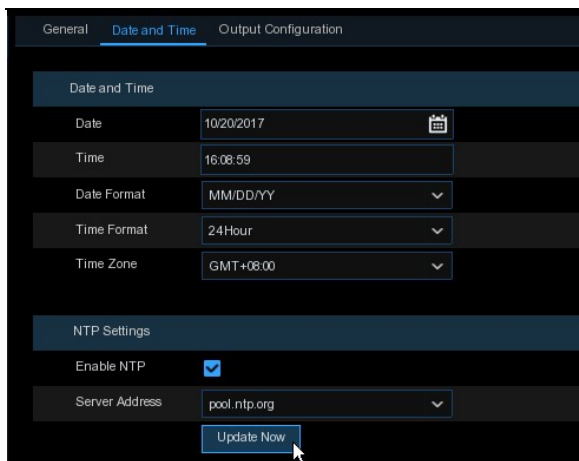 General Date and Time Output Configuration
Date and Time
Date 10/20/2017
Time 16:08:59
Date Format MM/DD/YY
Time Format 24Hour
Time Zone GMT+08:00
NTP Settings
Enable NTP
Server Address pool.ntp.org
Update Now